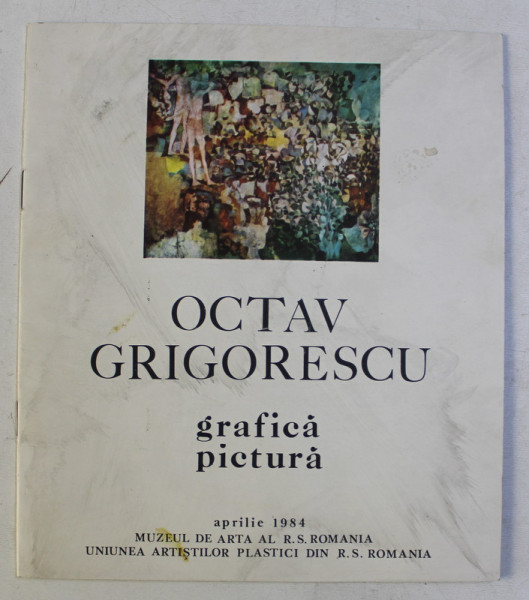 OCTAV
GRIGORESCU
grafică
pictură
aprilie 1984
MUZEUL DE ARTA AL R.S. ROMANIA
UNIUNEA ARTIȘTILOR PLASTICI DIN R.S. ROMANIA